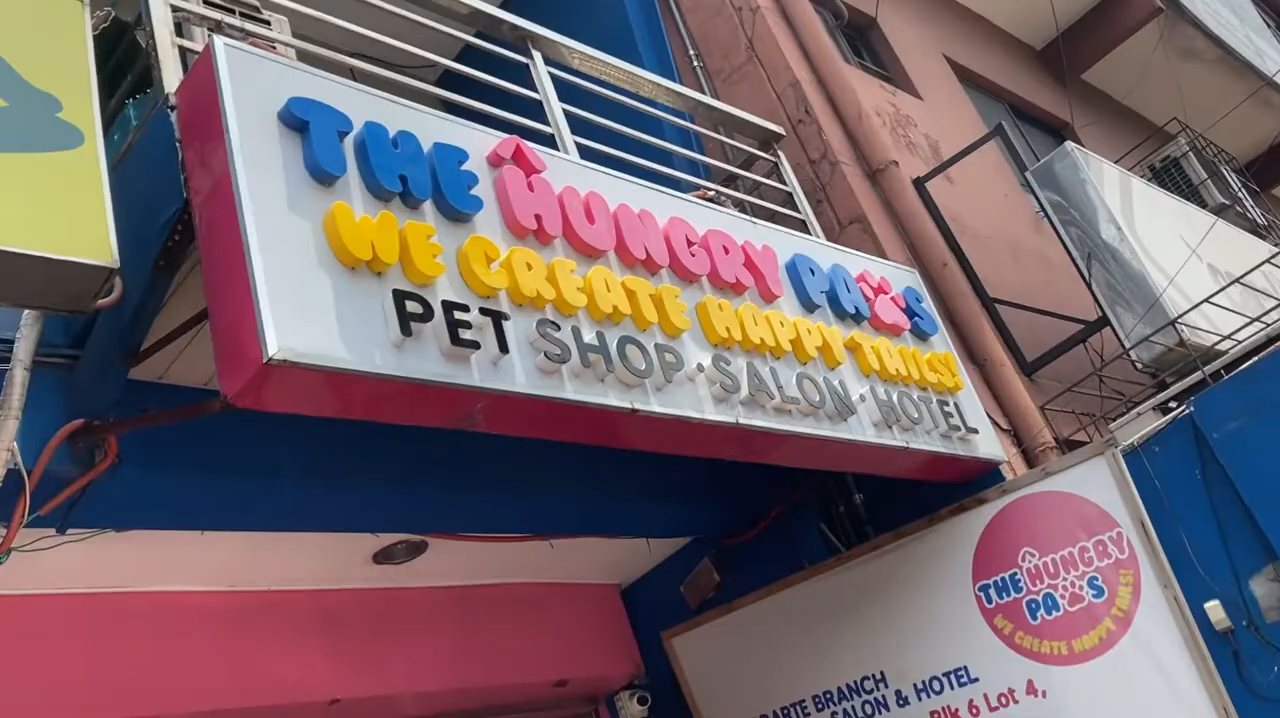 THE HUNGRY PAWS
WE CREATE HAPPY TAILS!
PET SHOP · SALON · HOTEL
THE HUNGRY
PAWS
WE CREATE HAPPY TAILS!
BRANCH
SALON & HOTEL
Blk 6 Lot 4,